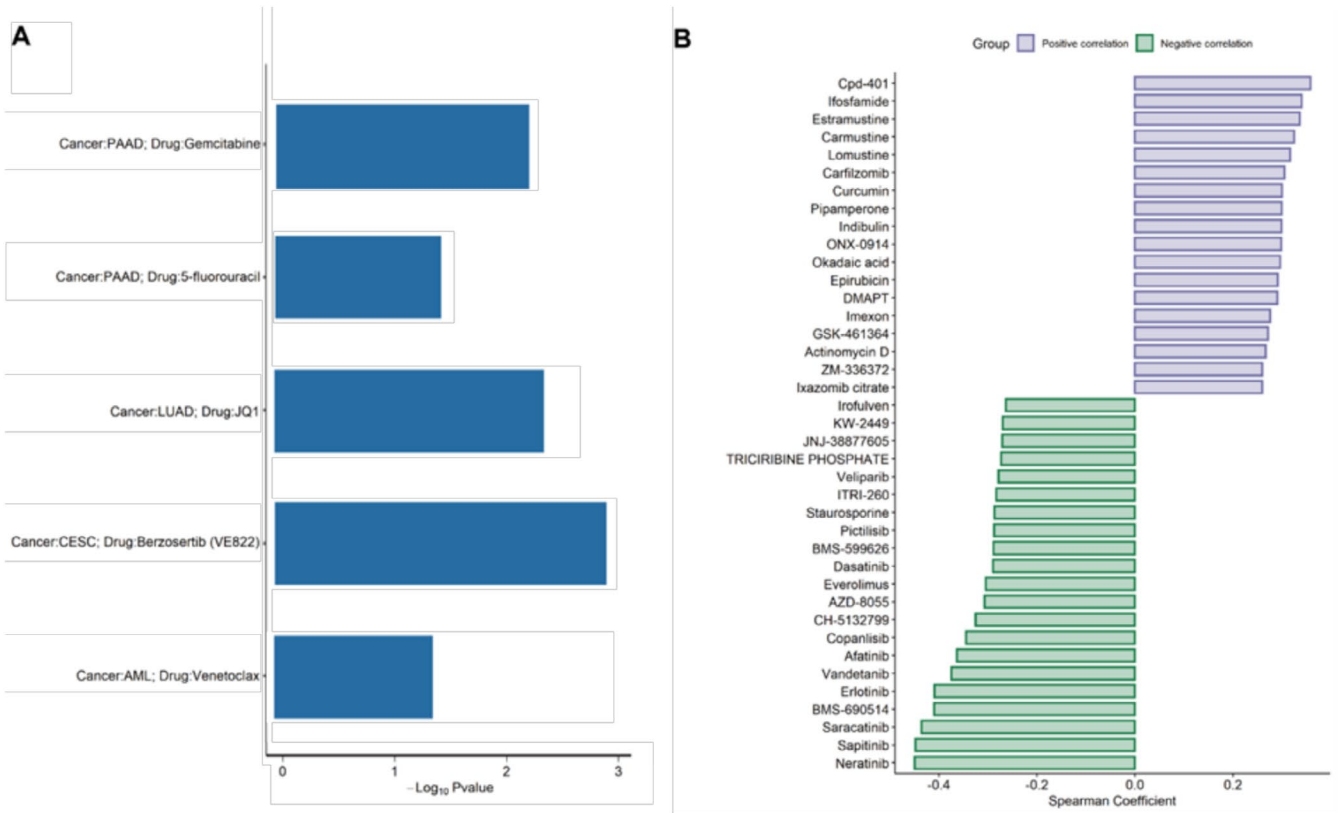 A
Cancer:PAAD; Drug:Gemcitabine
Cancer:PAAD; Drug:5-fluorouracil
Cancer:LUAD; Drug:JQ1
Cancer:CESC; Drug:Berzosertib (VE822)
Cancer:AML; Drug:Venetoclax
0 1 2 3
−Log₁₀ Pvalue
B
Group Positive correlation Negative correlation
Cpd-401
Ifosfamide
Estramustine
Carmustine
Lomustine
Carfilzomib
Curcumin
Pipamperone
Indibulin
ONX-0914
Okadaic acid
Epirubicin
DMAPT
Imexon
GSK-461364
Actinomycin D
ZM-336372
Ixazomib citrate
Irofulven
KW-2449
JNJ-38877605
TRICIRIBINE PHOSPHATE
Veliparib
ITRI-260
Staurosporine
Pictilisib
BMS-599626
Dasatinib
Everolimus
AZD-8055
CH-5132799
Copanlisib
Afatinib
Vandetanib
Erlotinib
BMS-690514
Saracatinib
Sapitinib
Neratinib
-0.4 -0.2 0.0 0.2
Spearman Coefficient